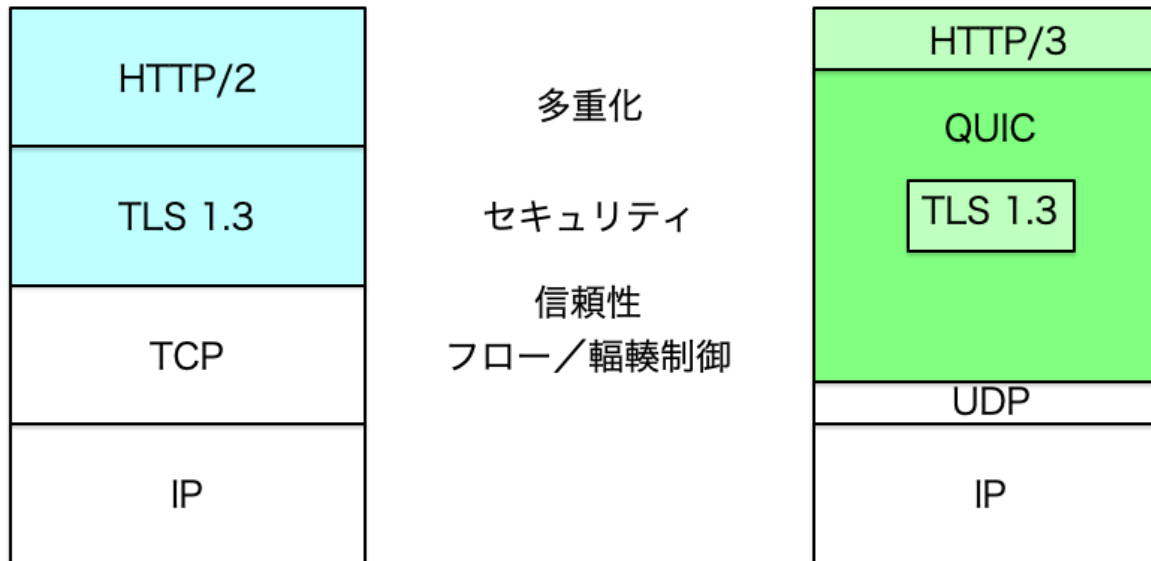 HTTP/2
TLS 1.3
TCP
IP
多重化
セキュリティ
信頼性
フロー／輻輳制御
HTTP/3
QUIC
TLS 1.3
UDP
IP